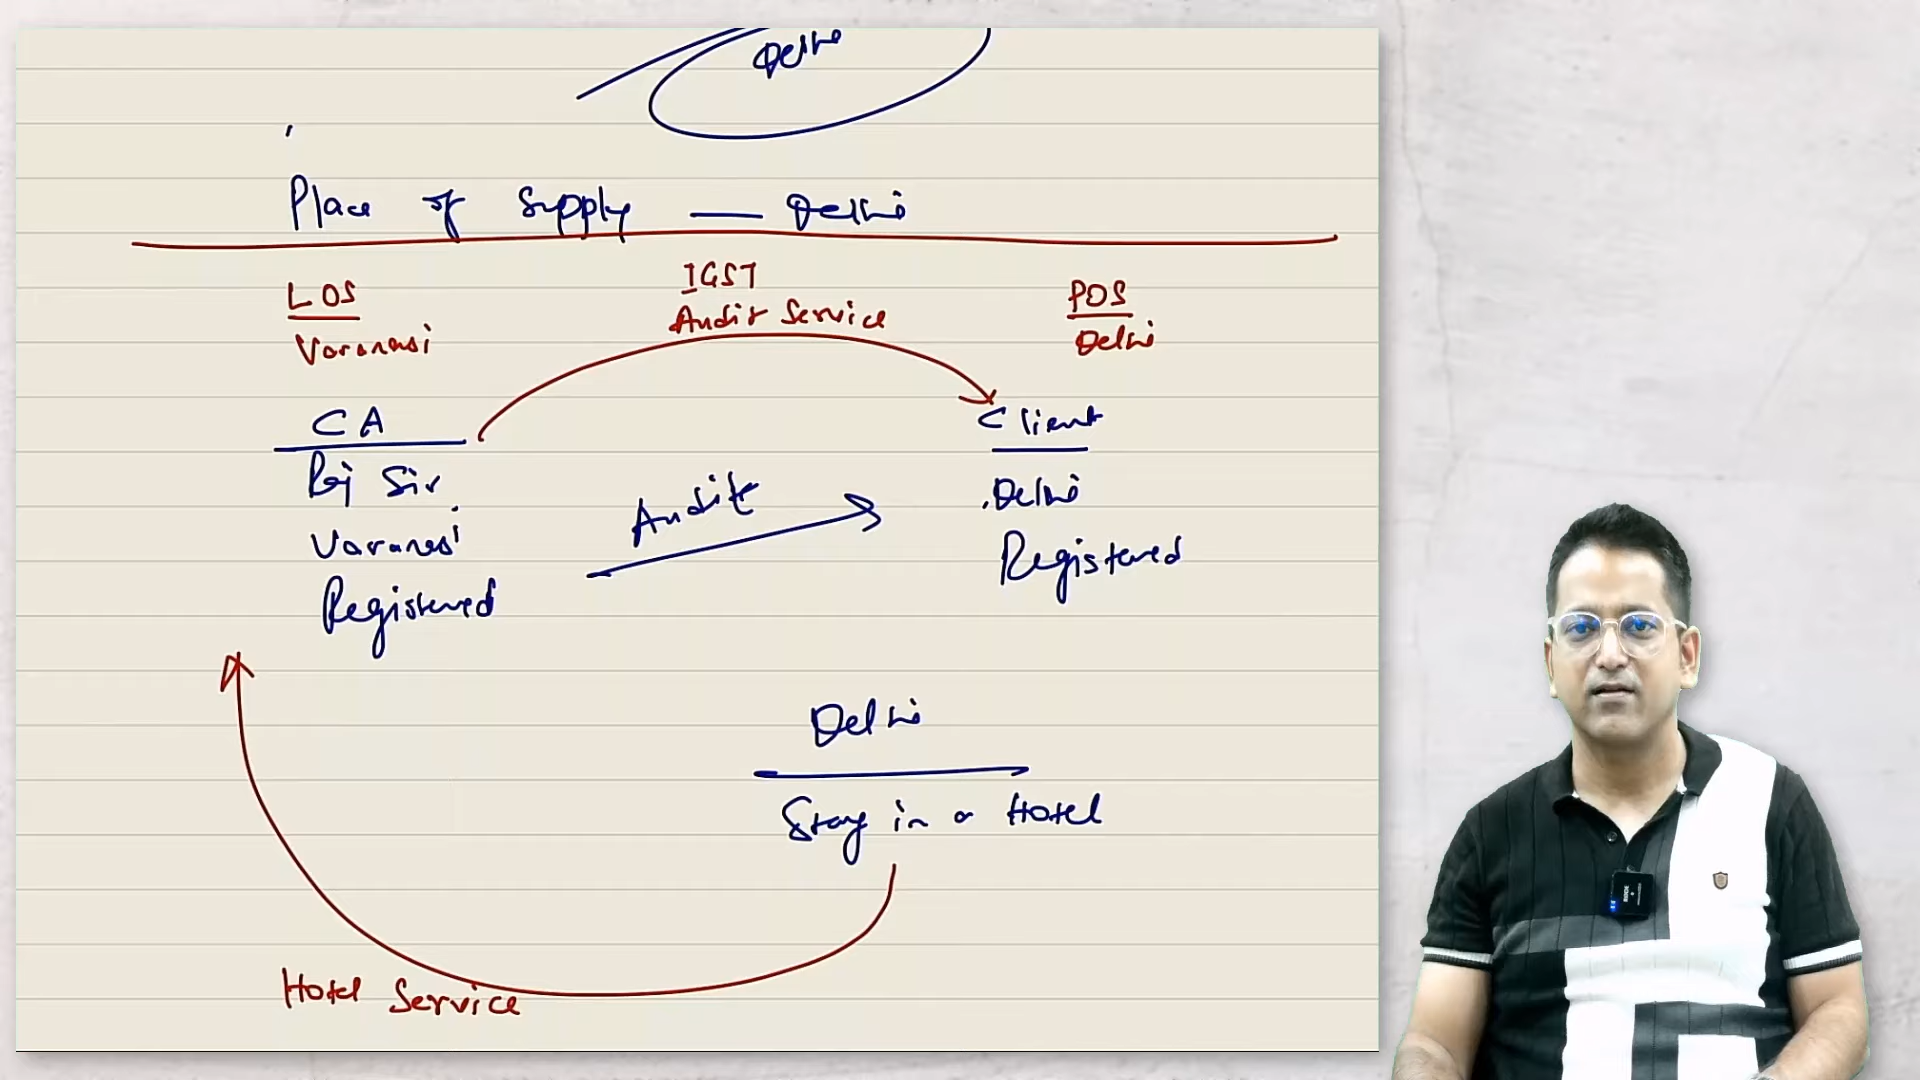 Delhi
Place of Supply — Delhi
LOS
Varanasi
IGST
Audit Service
POS
Delhi
CA
Raj Sir
Varanasi
Registered
Audit
Client
Delhi
Registered
Delhi
Stay in a Hotel
Hotel Service